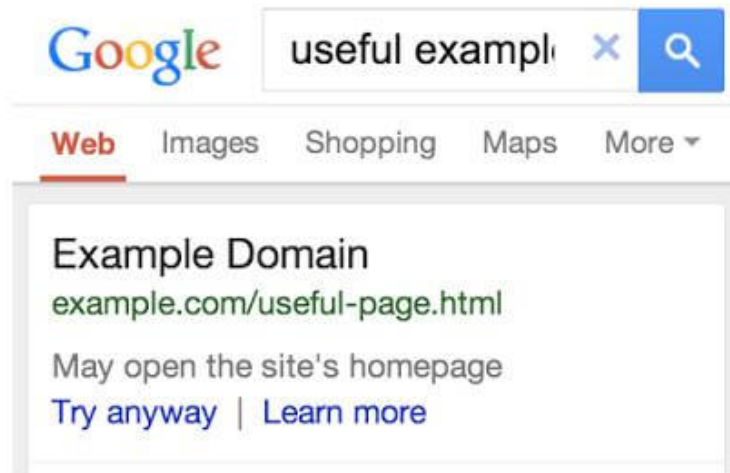 Google useful exampl
Web Images Shopping Maps More
Example Domain
example.com/useful-page.html
May open the site's homepage
Try anyway | Learn more